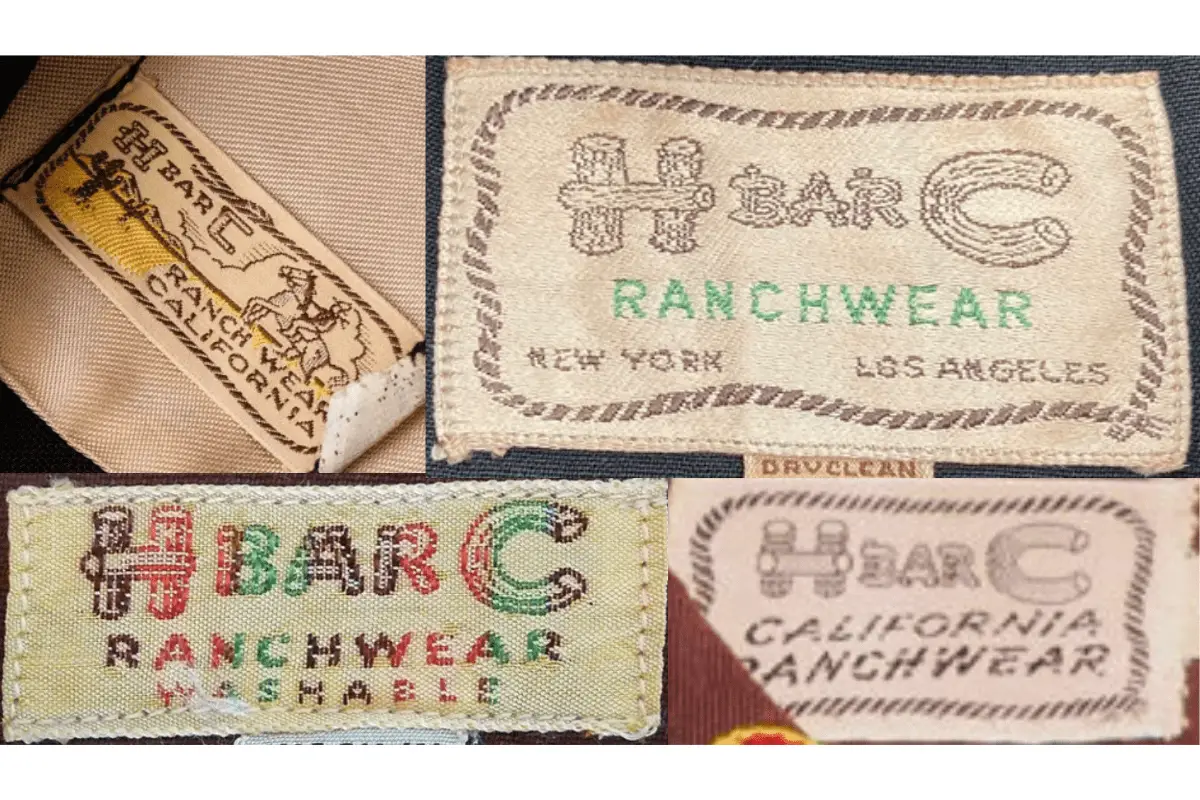 H BAR C
RANCH WEAR
CALIFORNIA
H BAR C
RANCHWEAR
NEW YORK LOS ANGELES
DRYCLEAN
H BAR C
RANCHWEAR
WASHABLE
H BAR C
CALIFORNIA
RANCHWEAR